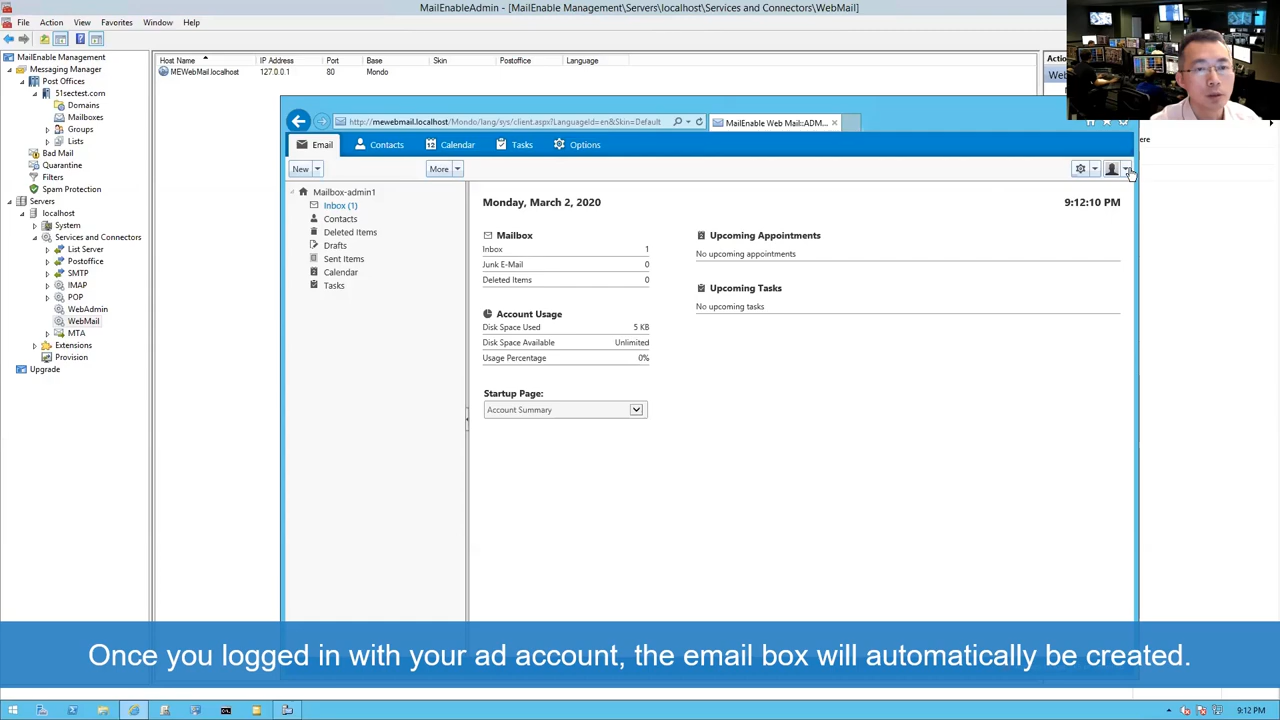 MailEnableAdmin - [MailEnable Management\Servers\localhost\Services and Connectors\WebMail]
File Action View Favorites Window Help
MailEnable Management
Messaging Manager
Post Offices
51sectest.com
Domains
Mailboxes
Groups
Lists
Bad Mail
Quarantine
Filters
Spam Protection
Servers
localhost
System
Services and Connectors
List Server
Postoffice
SMTP
IMAP
POP
WebAdmin
WebMail
MTA
Extensions
Provision
Upgrade
Host Name IP Address Port Base Skin Postoffice Language
MEWebMail.localhost 127.0.0.1 80 Mondo
Actio
Web
ere
http://mewebmail.localhost/Mondo/lang/sys/client.aspx?LanguageId=en&Skin=Default
MailEnable Web Mail::ADM...
Email Contacts 12 Calendar Tasks Options
New More
Mailbox-admin1
Inbox (1)
Contacts
Deleted Items
Drafts
Sent Items
Calendar
Tasks
Monday, March 2, 2020 9:12:10 PM
Mailbox
Inbox 1
Junk E-Mail 0
Deleted Items 0
Account Usage
Disk Space Used 5 KB
Disk Space Available Unlimited
Usage Percentage 0%
Startup Page:
Account Summary
Upcoming Appointments
No upcoming appointments
Upcoming Tasks
No upcoming tasks
Once you logged in with your ad account, the email box will automatically be created.
9:12 PM